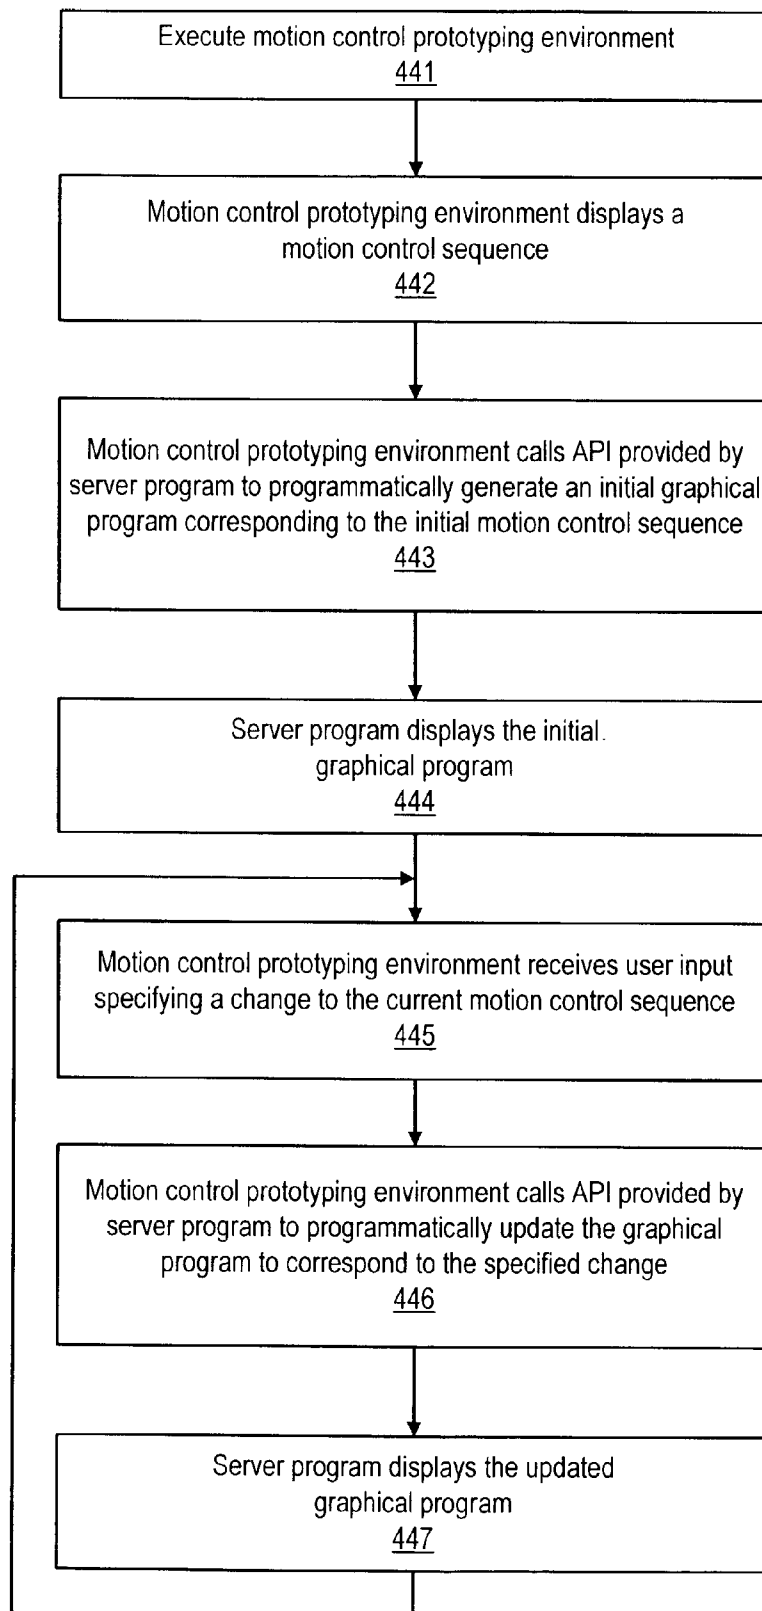 Execute motion control prototyping environment
441
Motion control prototyping environment displays a
motion control sequence
442
Motion control prototyping environment calls API provided by
server program to programmatically generate an initial graphical
program corresponding to the initial motion control sequence
443
Server program displays the initial.
graphical program
444
Motion control prototyping environment receives user input
specifying a change to the current motion control sequence
445
Motion control prototyping environment calls API provided by
server program to programmatically update the graphical
program to correspond to the specified change
446
Server program displays the updated
graphical program
447